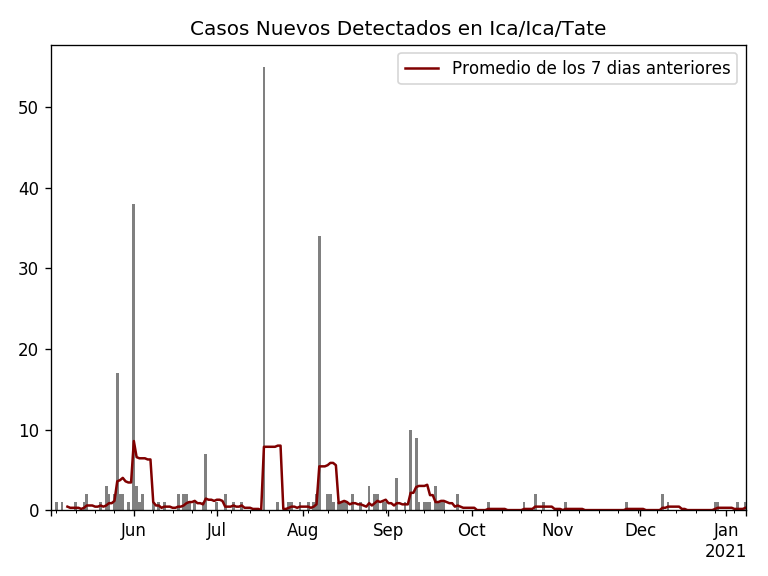 Casos Nuevos Detectados en Ica/Ica/Tate
Promedio de los 7 dias anteriores
50
40
30
20
10
0
Jun Jul Aug Sep Oct Nov Dec Jan
2021